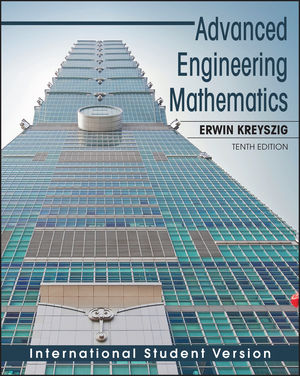 Advanced
Engineering
Mathematics
ERWIN KREYSZIG
TENTH EDITION
International Student Version